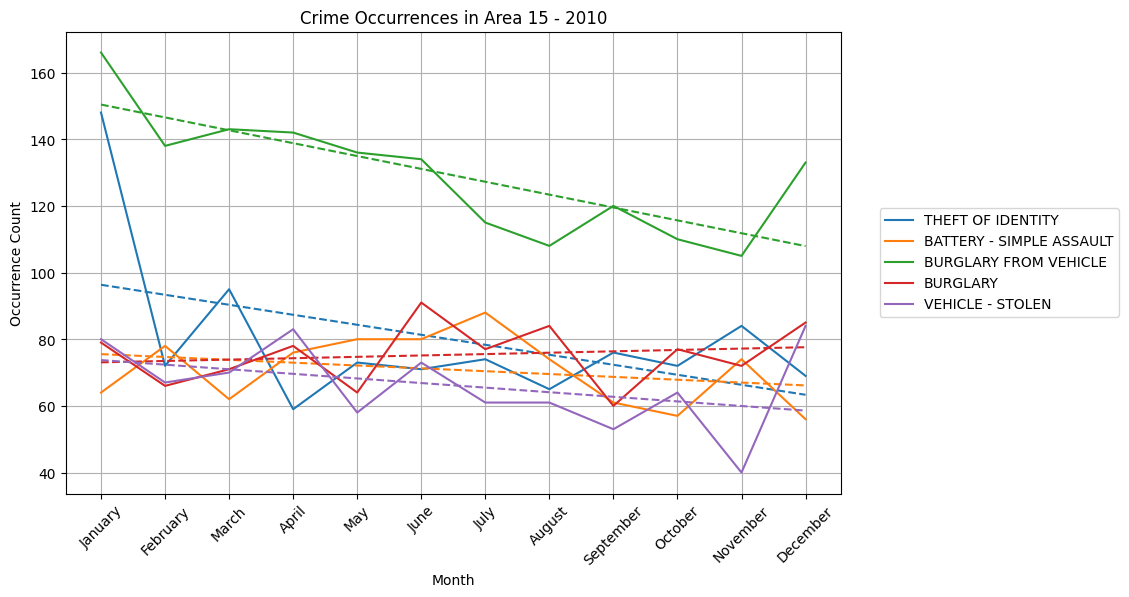 Crime Occurrences in Area 15 - 2010
Occurrence Count
160
140
120
100
80
60
40
January
February
March
April
May
June
July
August
September
October
November
December
Month
THEFT OF IDENTITY
BATTERY - SIMPLE ASSAULT
BURGLARY FROM VEHICLE
BURGLARY
VEHICLE - STOLEN